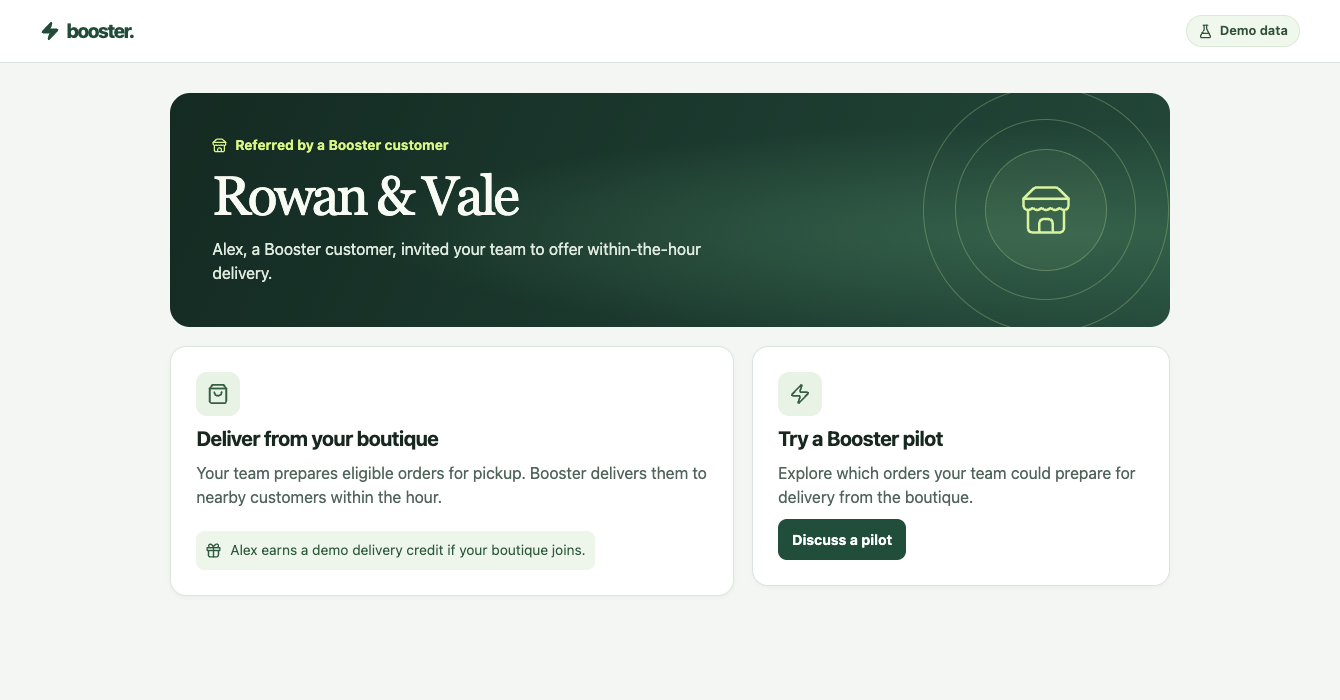 booster.
Demo data
Referred by a Booster customer
Rowan & Vale
Alex, a Booster customer, invited your team to offer within-the-hour
delivery.
Deliver from your boutique
Your team prepares eligible orders for pickup. Booster delivers them to
nearby customers within the hour.
Alex earns a demo delivery credit if your boutique joins.
Try a Booster pilot
Explore which orders your team could prepare for
delivery from the boutique.
Discuss a pilot